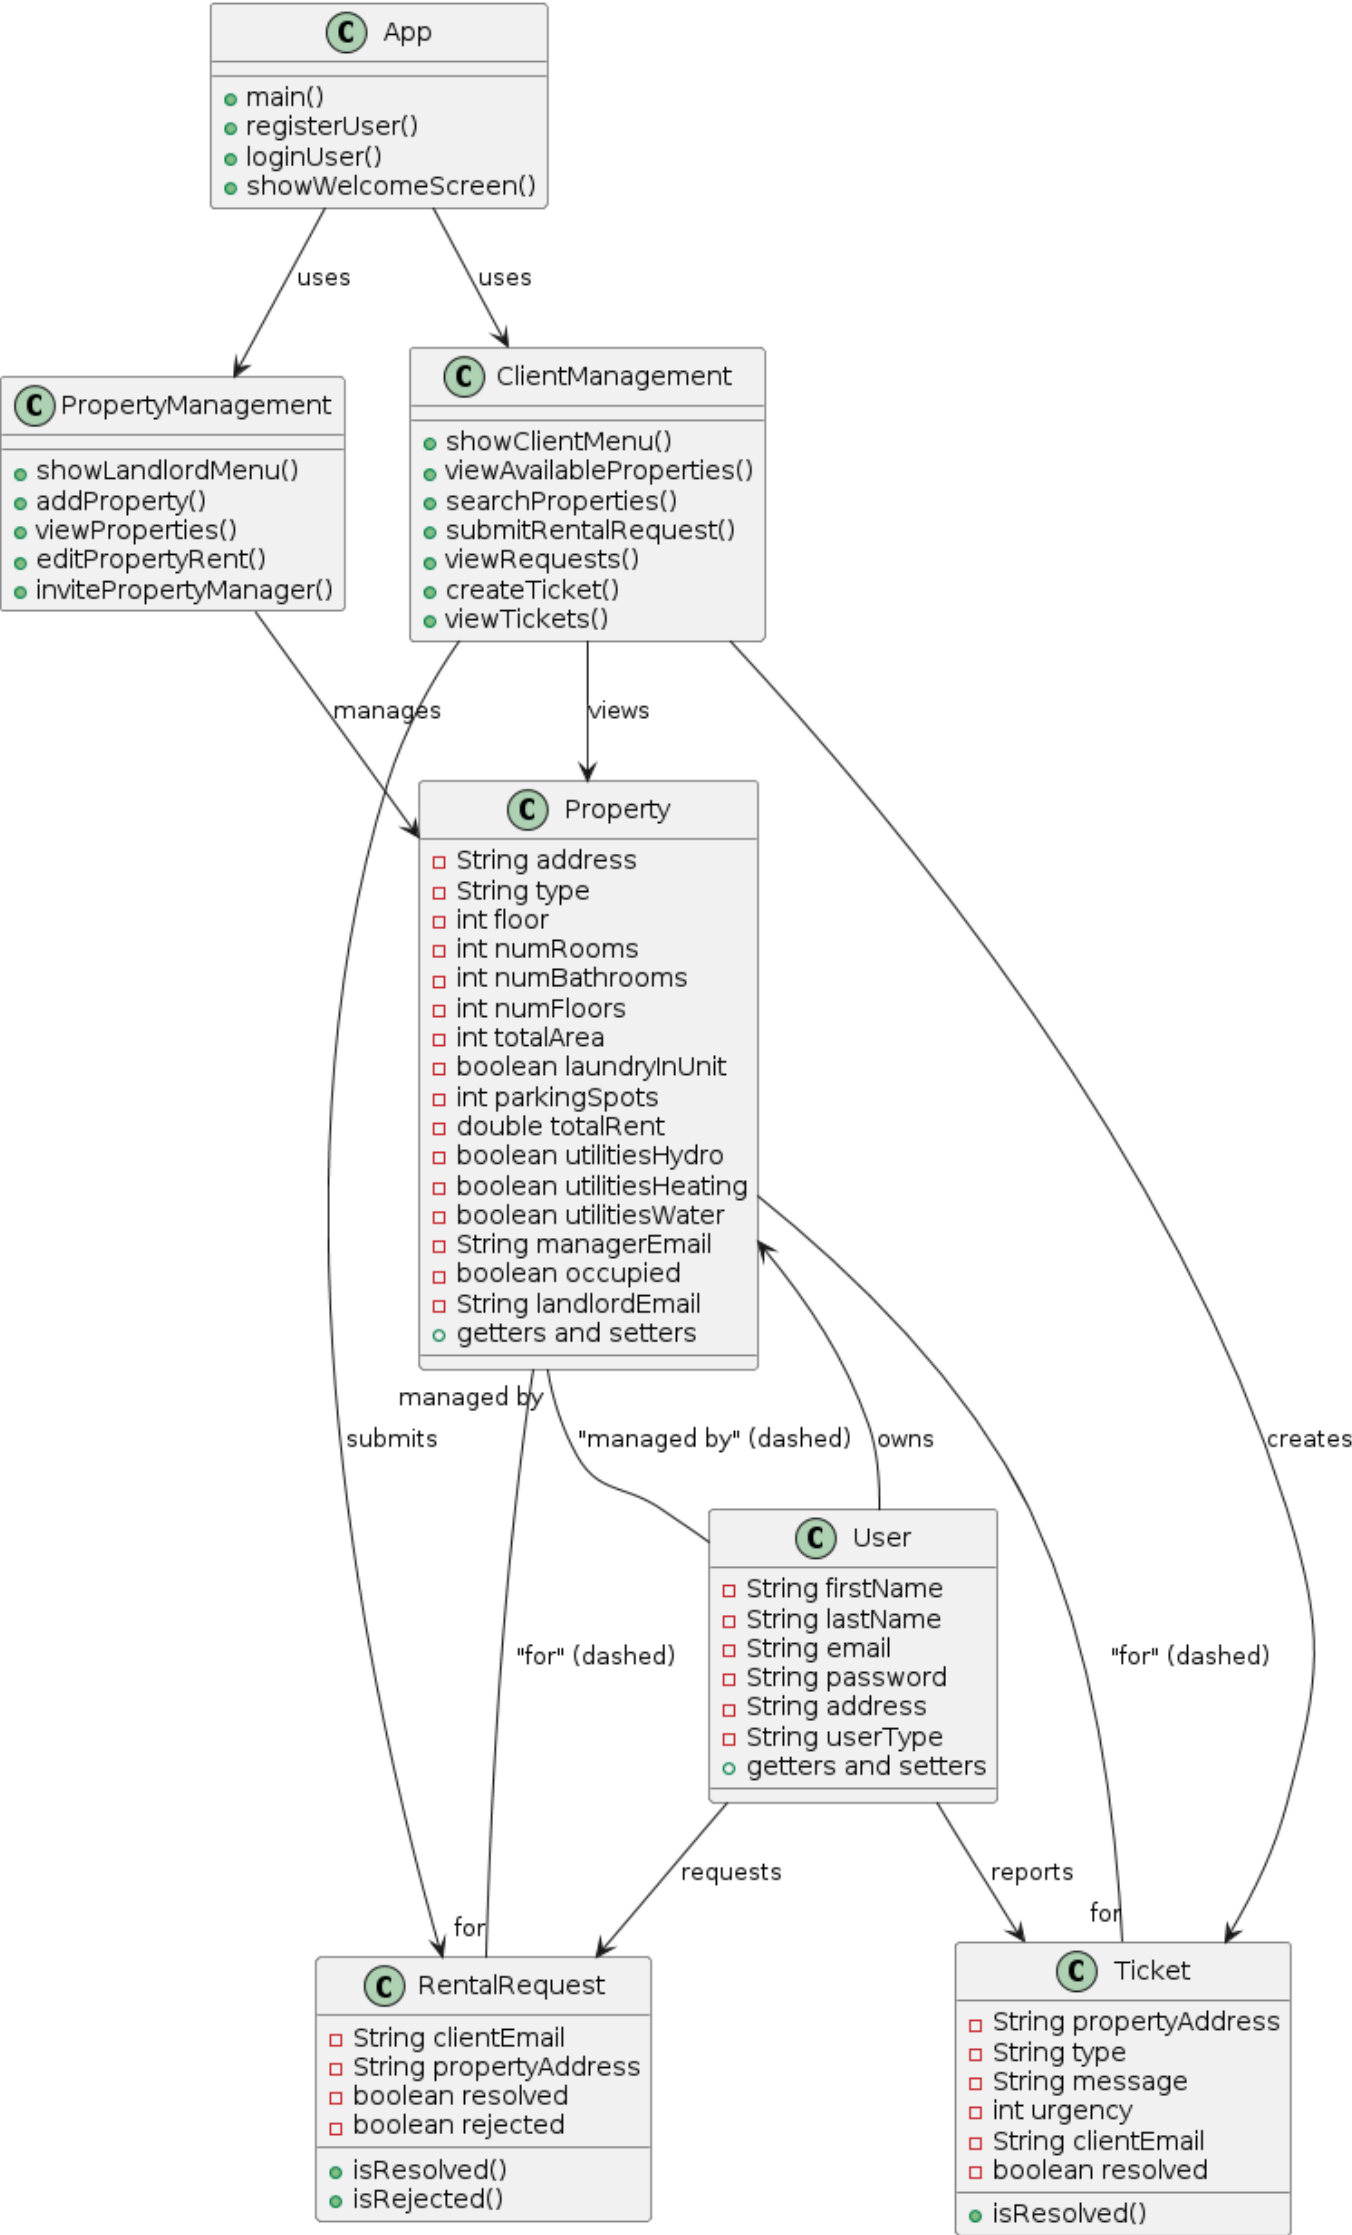 C App
main()
registerUser()
loginUser()
showWelcomeScreen()
uses
uses
C PropertyManagement
showLandlordMenu()
addProperty()
viewProperties()
editPropertyRent()
invitePropertyManager()
C ClientManagement
showClientMenu()
viewAvailableProperties()
searchProperties()
submitRentalRequest()
viewRequests()
createTicket()
viewTickets()
manages
views
C Property
String address
String type
int floor
int numRooms
int numBathrooms
int numFloors
int totalArea
boolean laundryInUnit
int parkingSpots
double totalRent
boolean utilitiesHydro
boolean utilitiesHeating
boolean utilitiesWater
String managerEmail
boolean occupied
String landlordEmail
getters and setters
managed by
submits
"managed by" (dashed)
owns
creates
C User
String firstName
String lastName
String email
String password
String address
String userType
getters and setters
"for" (dashed)
"for" (dashed)
requests
reports
for
for
C RentalRequest
String clientEmail
String propertyAddress
boolean resolved
boolean rejected
isResolved()
isRejected()
C Ticket
String propertyAddress
String type
String message
int urgency
String clientEmail
boolean resolved
isResolved()